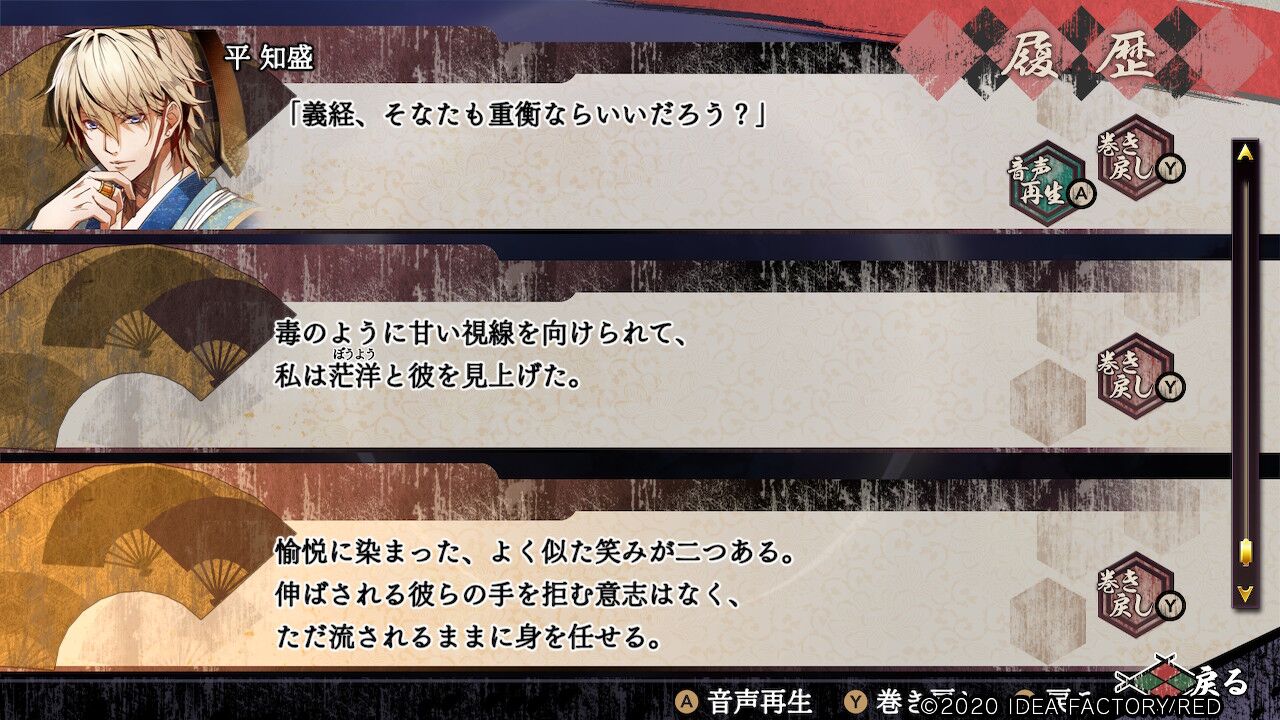 履歴
平 知盛
「義経、そなたも重衡ならいいだろう？」
音声再生 A
巻き戻し Y
毒のように甘い視線を向けられて、
ぼうよう
私は茫洋と彼を見上げた。
巻き戻し Y
愉悦に染まった、よく似た笑みが二つある。
伸ばされる彼らの手を拒む意志はなく、
ただ流されるままに身を任せる。
巻き戻し Y
戻る
A 音声再生 Y 巻き
©2020 IDEA FACTORY/RED